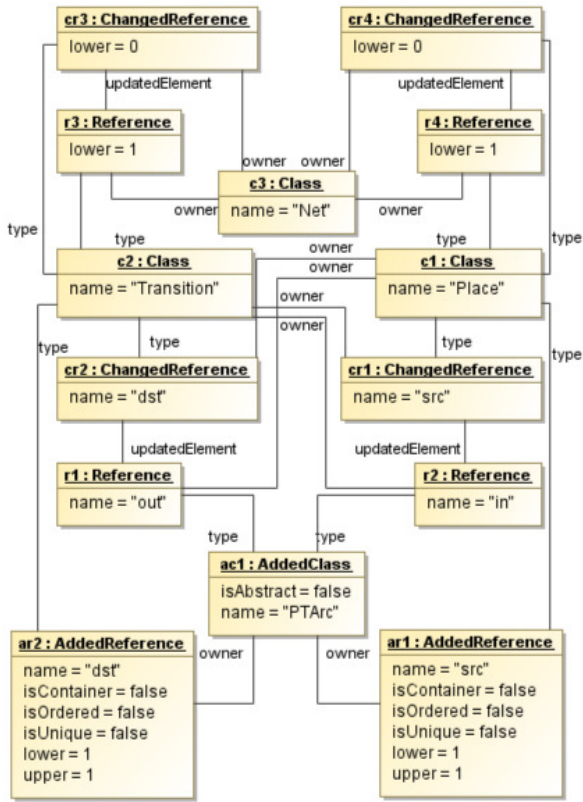 cr3 : ChangedReference
lower = 0
cr4: ChangedReference
lower = 0
updatedElement
updatedElement
r3 : Reference
lower = 1
r4 : Reference
lower = 1
owner
owner
c3 : Class
name = "Net"
owner
owner
type
type
type
type
c2 : Class
name = "Transition"
owner
owner
c1 : Class
name = "Place"
owner
owner
type
type
type
type
cr2 : ChangedReference
name = "dst"
cr1 : ChangedReference
name = "src"
updatedElement
updatedElement
r1 : Reference
name = "out"
r2 : Reference
name = "in"
type
type
ac1 : AddedClass
isAbstract = false
name = "PTArc"
owner
owner
ar2 : AddedReference
name = "dst"
isContainer = false
isOrdered = false
isUnique = false
lower = 1
upper = 1
ar1 : AddedReference
name = "src"
isContainer = false
isOrdered = false
isUnique = false
lower = 1
upper = 1